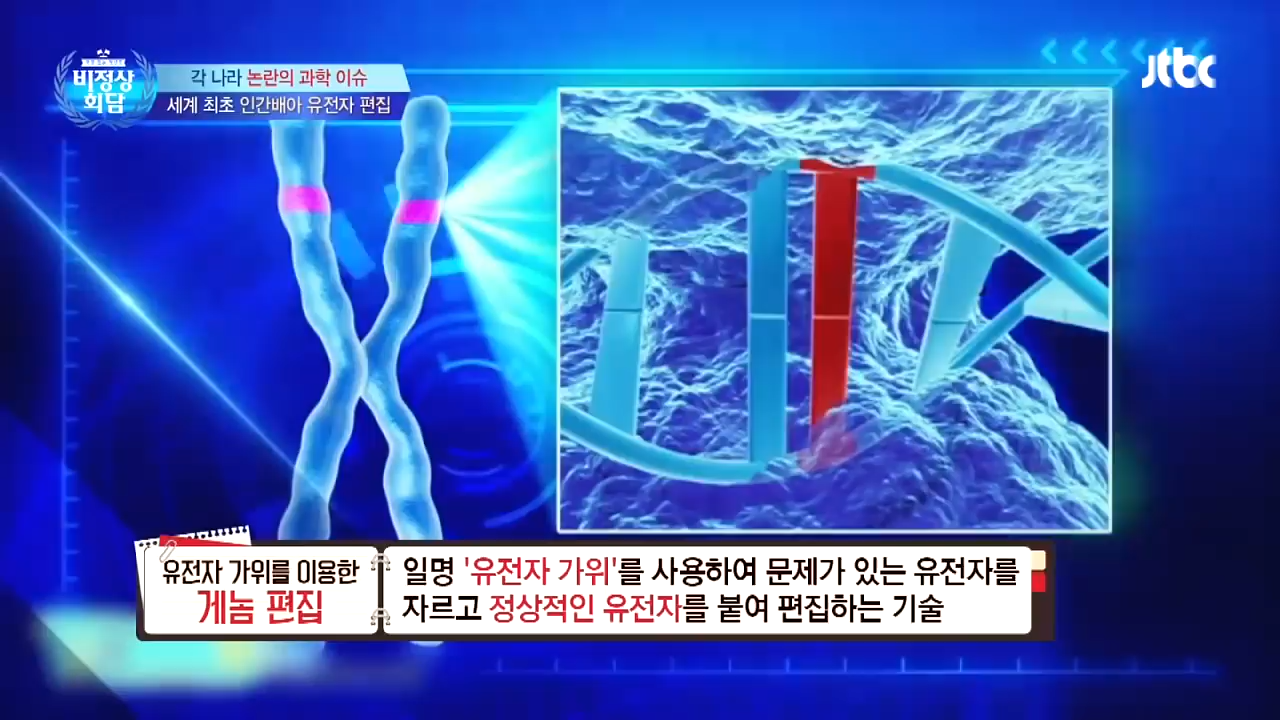 비정상
회담
각 나라 논란의 과학 이슈
세계 최초 인간배아 유전자 편집
jtbc
유전자 가위를 이용한
게놈 편집
일명 '유전자 가위'를 사용하여 문제가 있는 유전자를
자르고 정상적인 유전자를 붙여 편집하는 기술